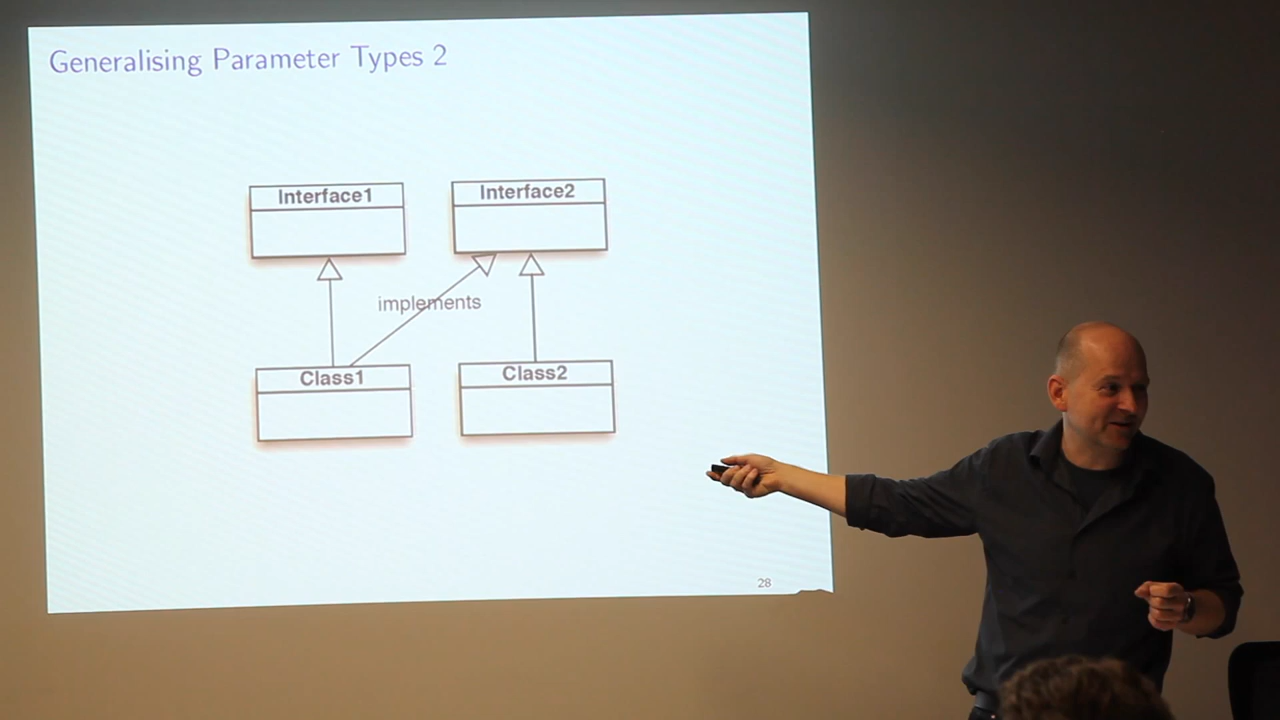 Generalising Parameter Types 2
Interface1
Interface2
implements
Class1
Class2
28